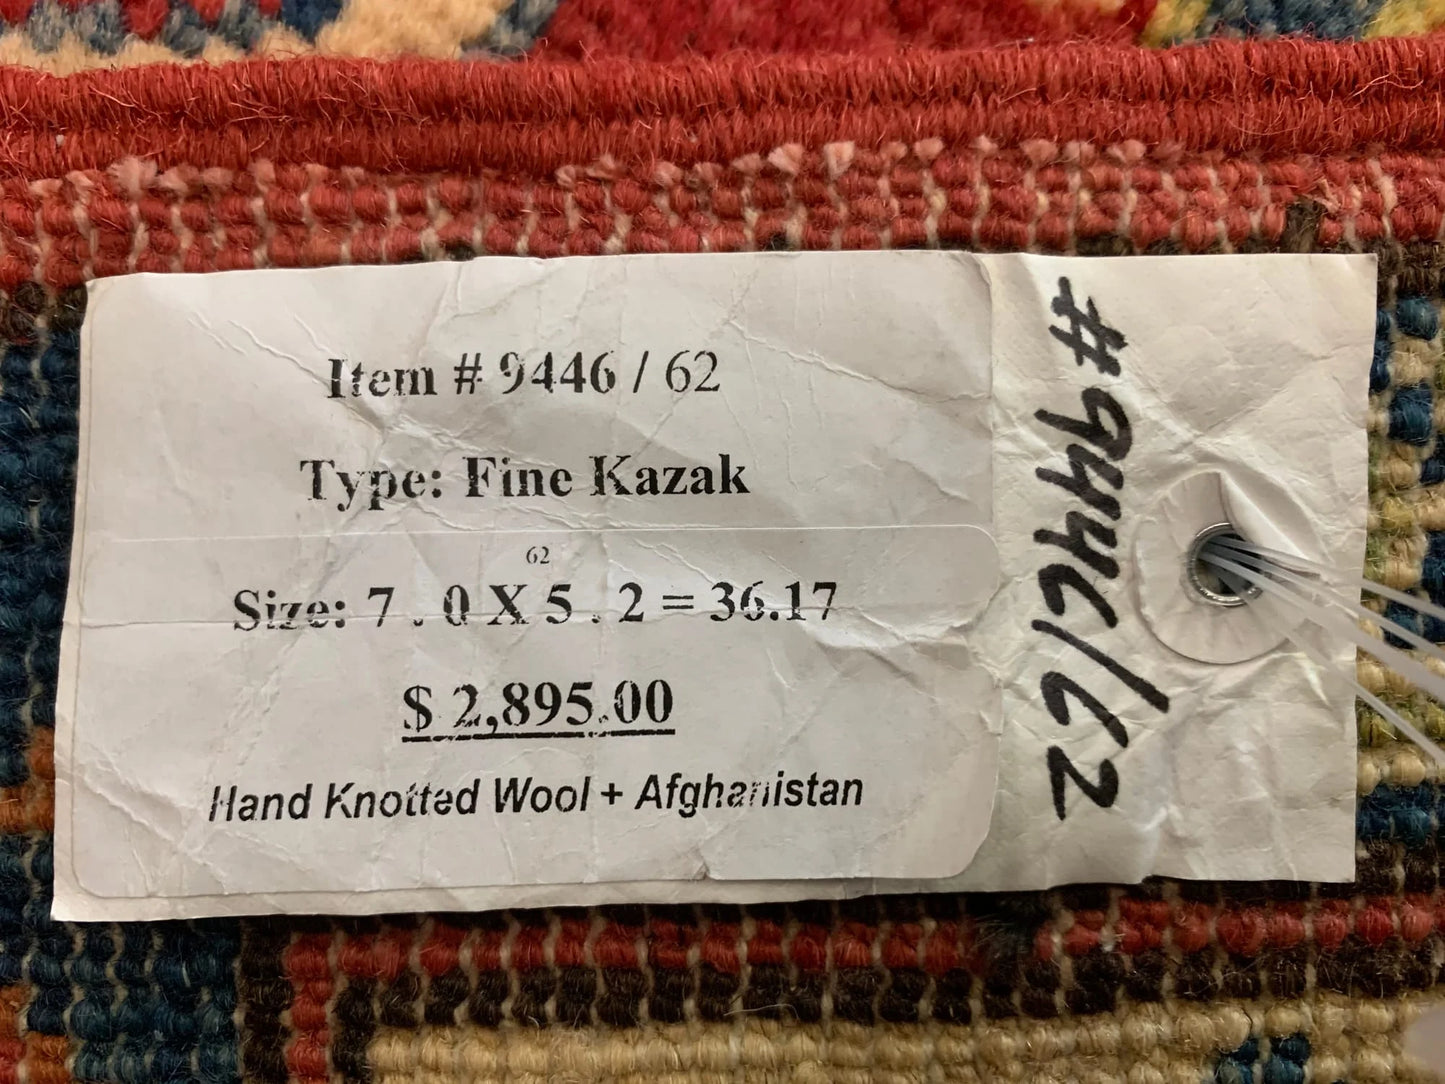 Item # 9446 / 62
Type: Fine Kazak
62
Size: 7 . 0 X 5 . 2 = 36.17
$ 2,895.00
Hand Knotted Wool + Afghanistan
#9446/62